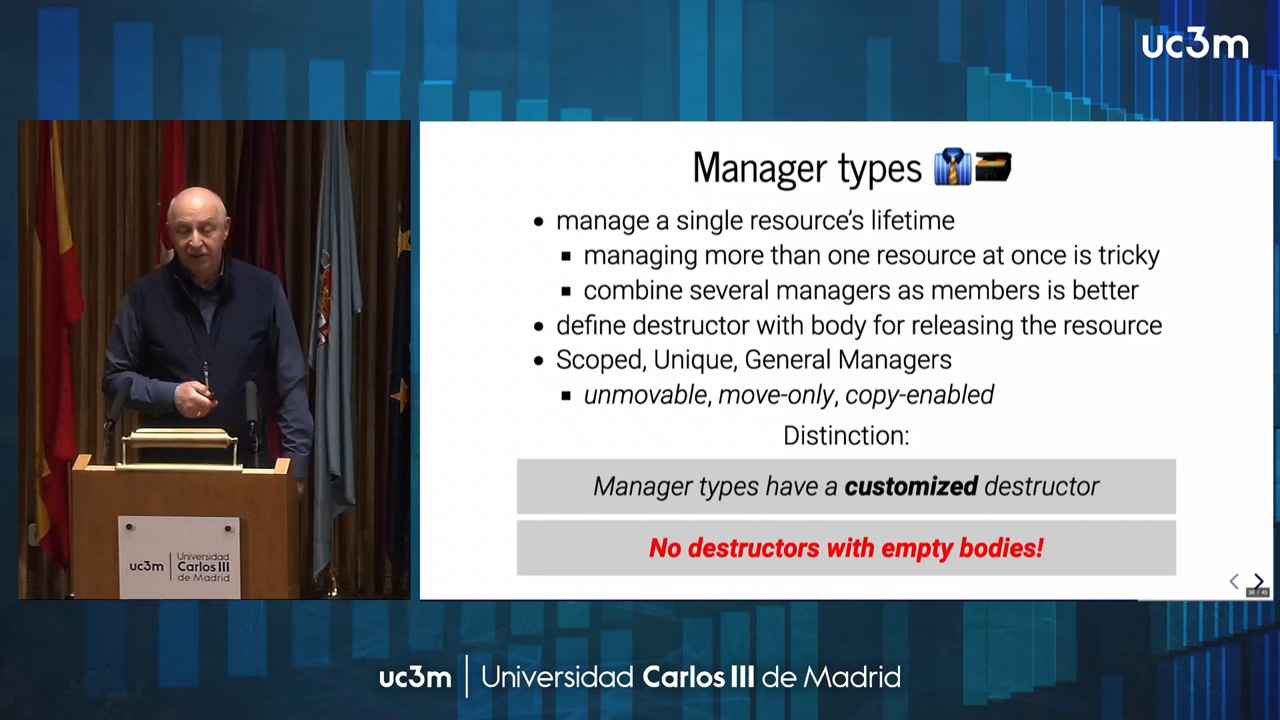 uc3m
Manager types
• manage a single resource's lifetime
▪ managing more than one resource at once is tricky
▪ combine several managers as members is better
• define destructor with body for releasing the resource
• Scoped, Unique, General Managers
▪ unmovable, move-only, copy-enabled
Distinction:
Manager types have a customized destructor
No destructors with empty bodies!
uc3m
Universidad
Carlos III
de Madrid
uc3m | Universidad Carlos III de Madrid